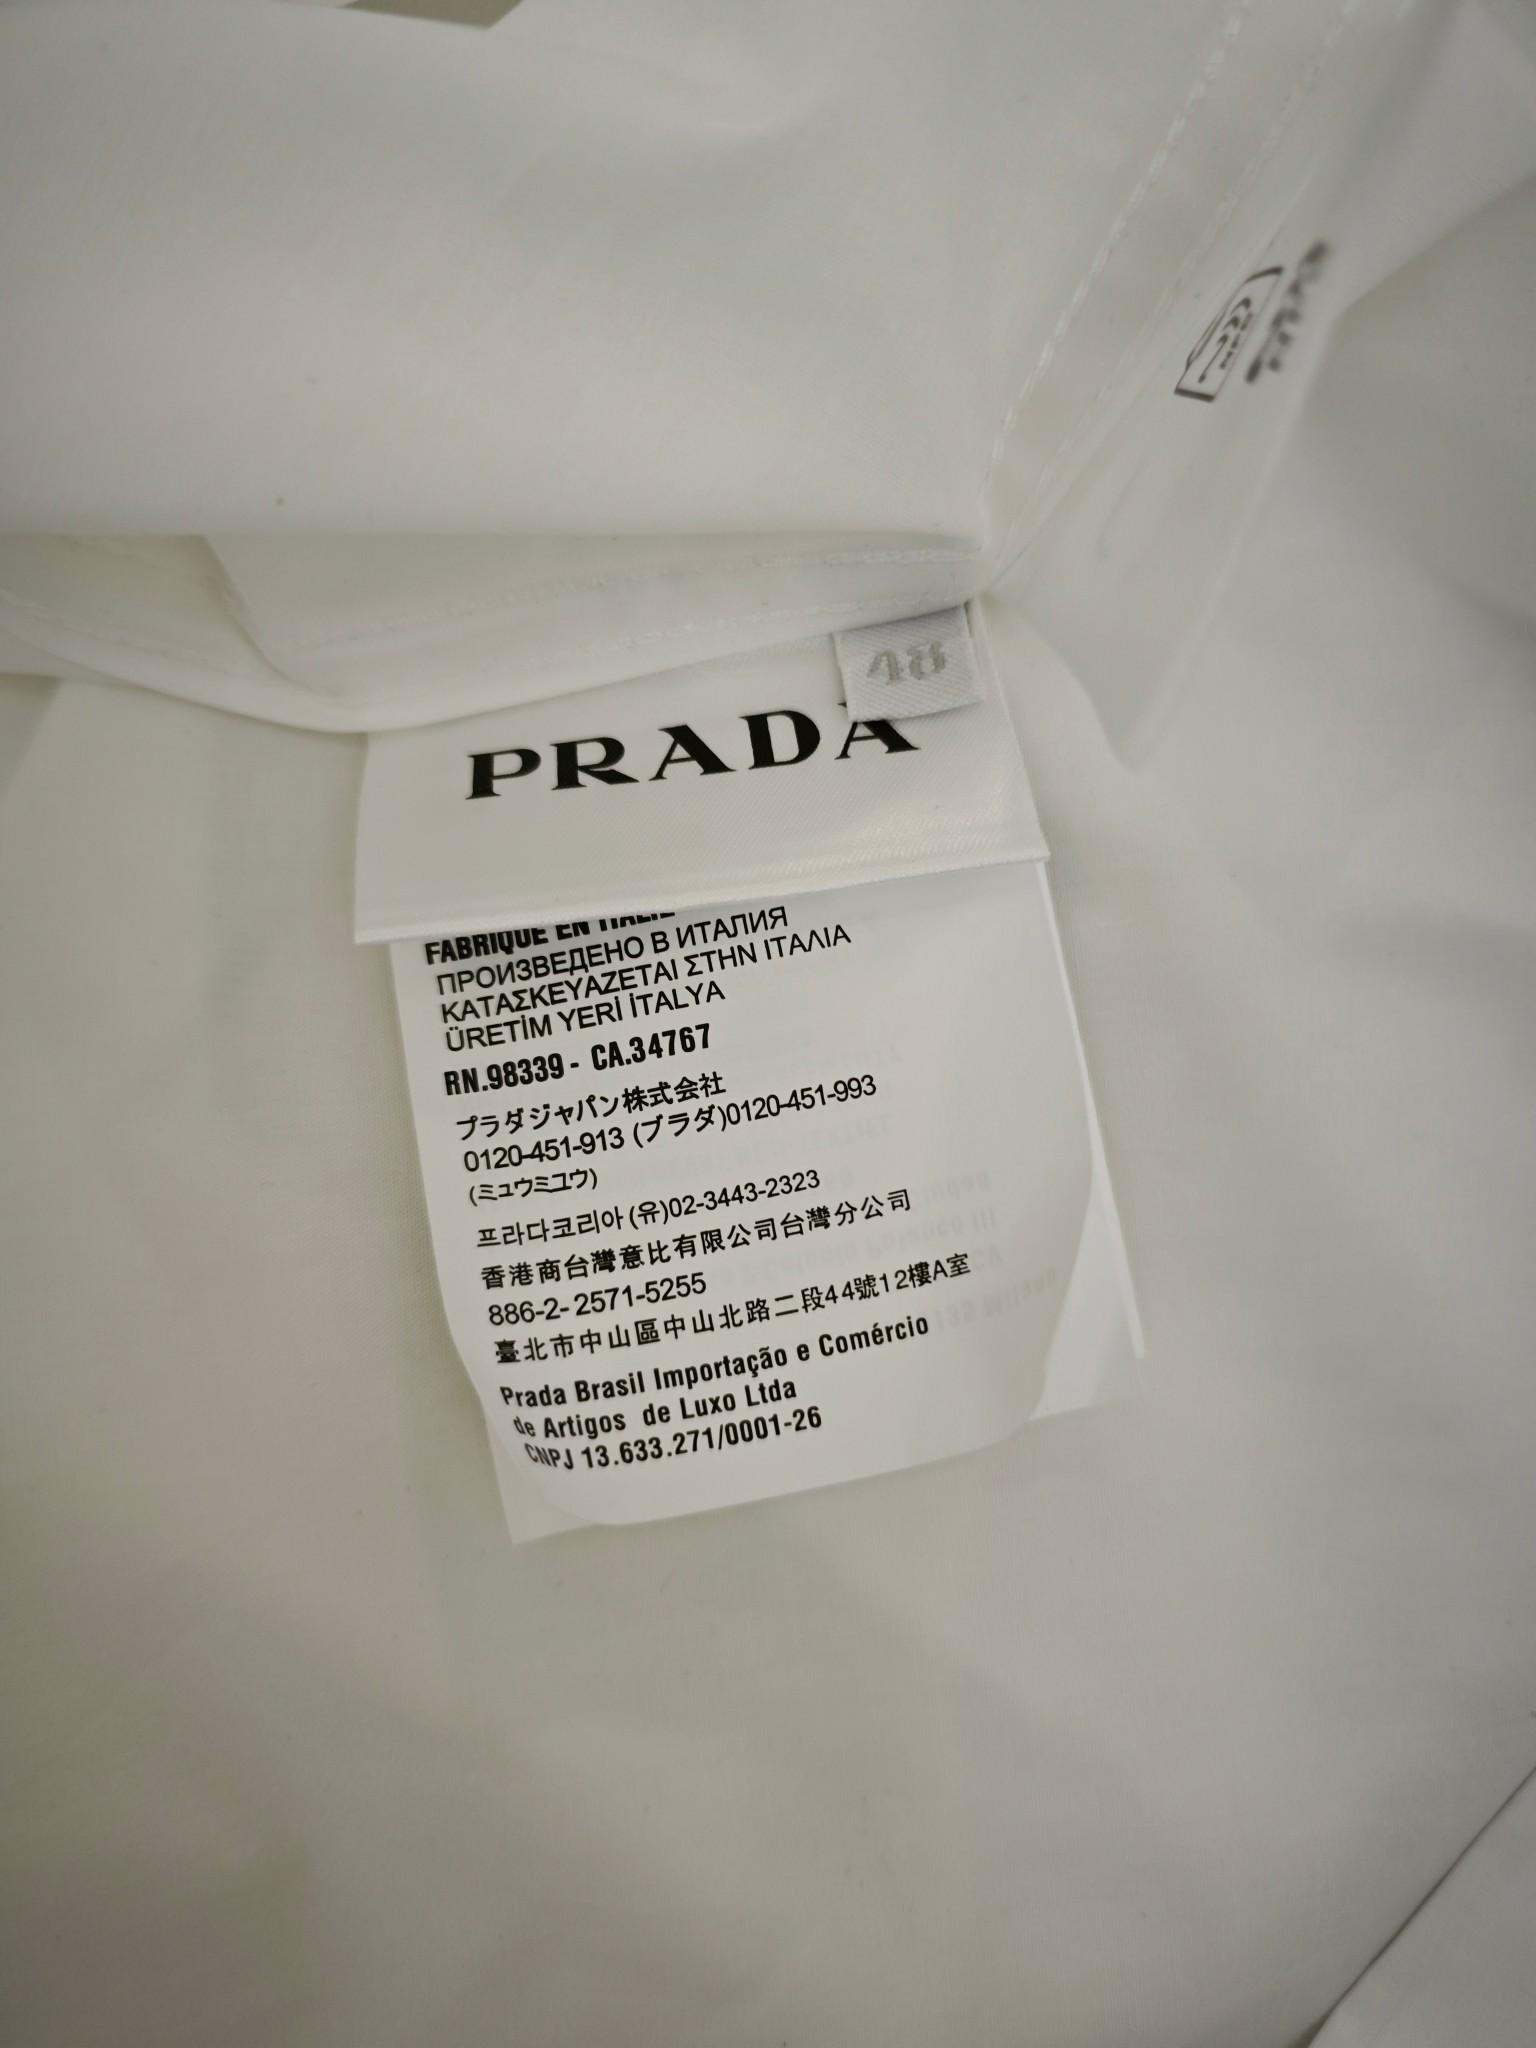 48
PRADA
FABRIQUE EN ITALIE
ПРОИЗВЕДЕНО В ИТАЛИЯ
ΚΑΤΑΣΚΕΥΑΖΕΤΑΙ ΣΤΗΝ ΙΤΑΛΙΑ
ÜRETİM YERİ İTALYA
RN.98339 - CA.34767
プラダジャパン株式会社
0120-451-913 (プラダ)0120-451-993
(ミュウミュウ)
프라다코리아(유)02-3443-2323
香港商台灣意比有限公司台灣分公司
886-2-2571-5255
臺北市中山區中山北路二段44號12樓A室
Prada Brasil Importação e Comércio
de Artigos de Luxo Ltda
CNPJ 13.633.271/0001-26